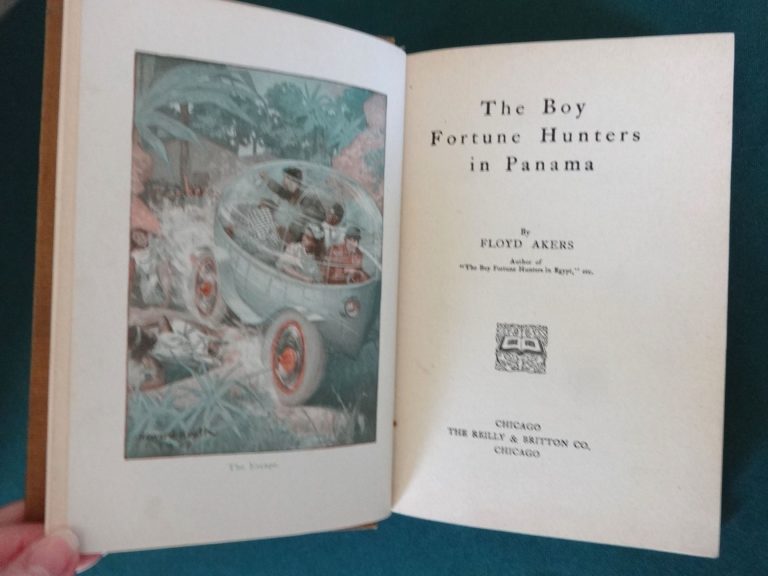 The Escape
The Boy
Fortune Hunters
in Panama
By
FLOYD AKERS
Author of
"The Boy Fortune Hunters in Egypt," etc.
CHICAGO
THE REILLY & BRITTON CO.
CHICAGO